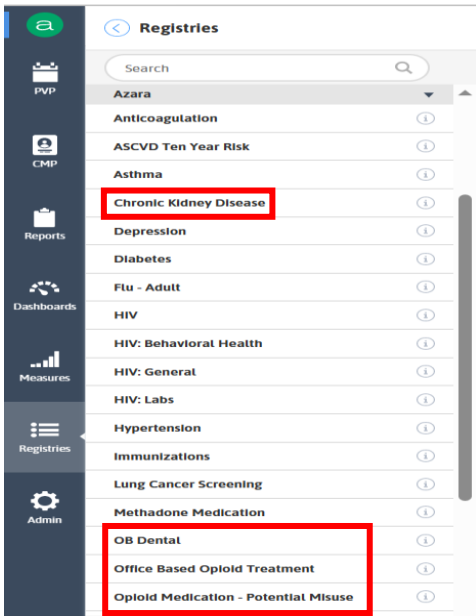 a
Registries
PVP
Search
Azara
Anticoagulation
ASCVD Ten Year Risk
CMP
Asthma
Chronic Kidney Disease
Reports
Depression
Diabetes
Flu - Adult
Dashboards
HIV
HIV: Behavioral Health
HIV: General
Measures
HIV: Labs
Hypertension
Registries
Immunizations
Lung Cancer Screening
Methadone Medication
Admin
OB Dental
Office Based Opioid Treatment
Opioid Medication - Potential Misuse